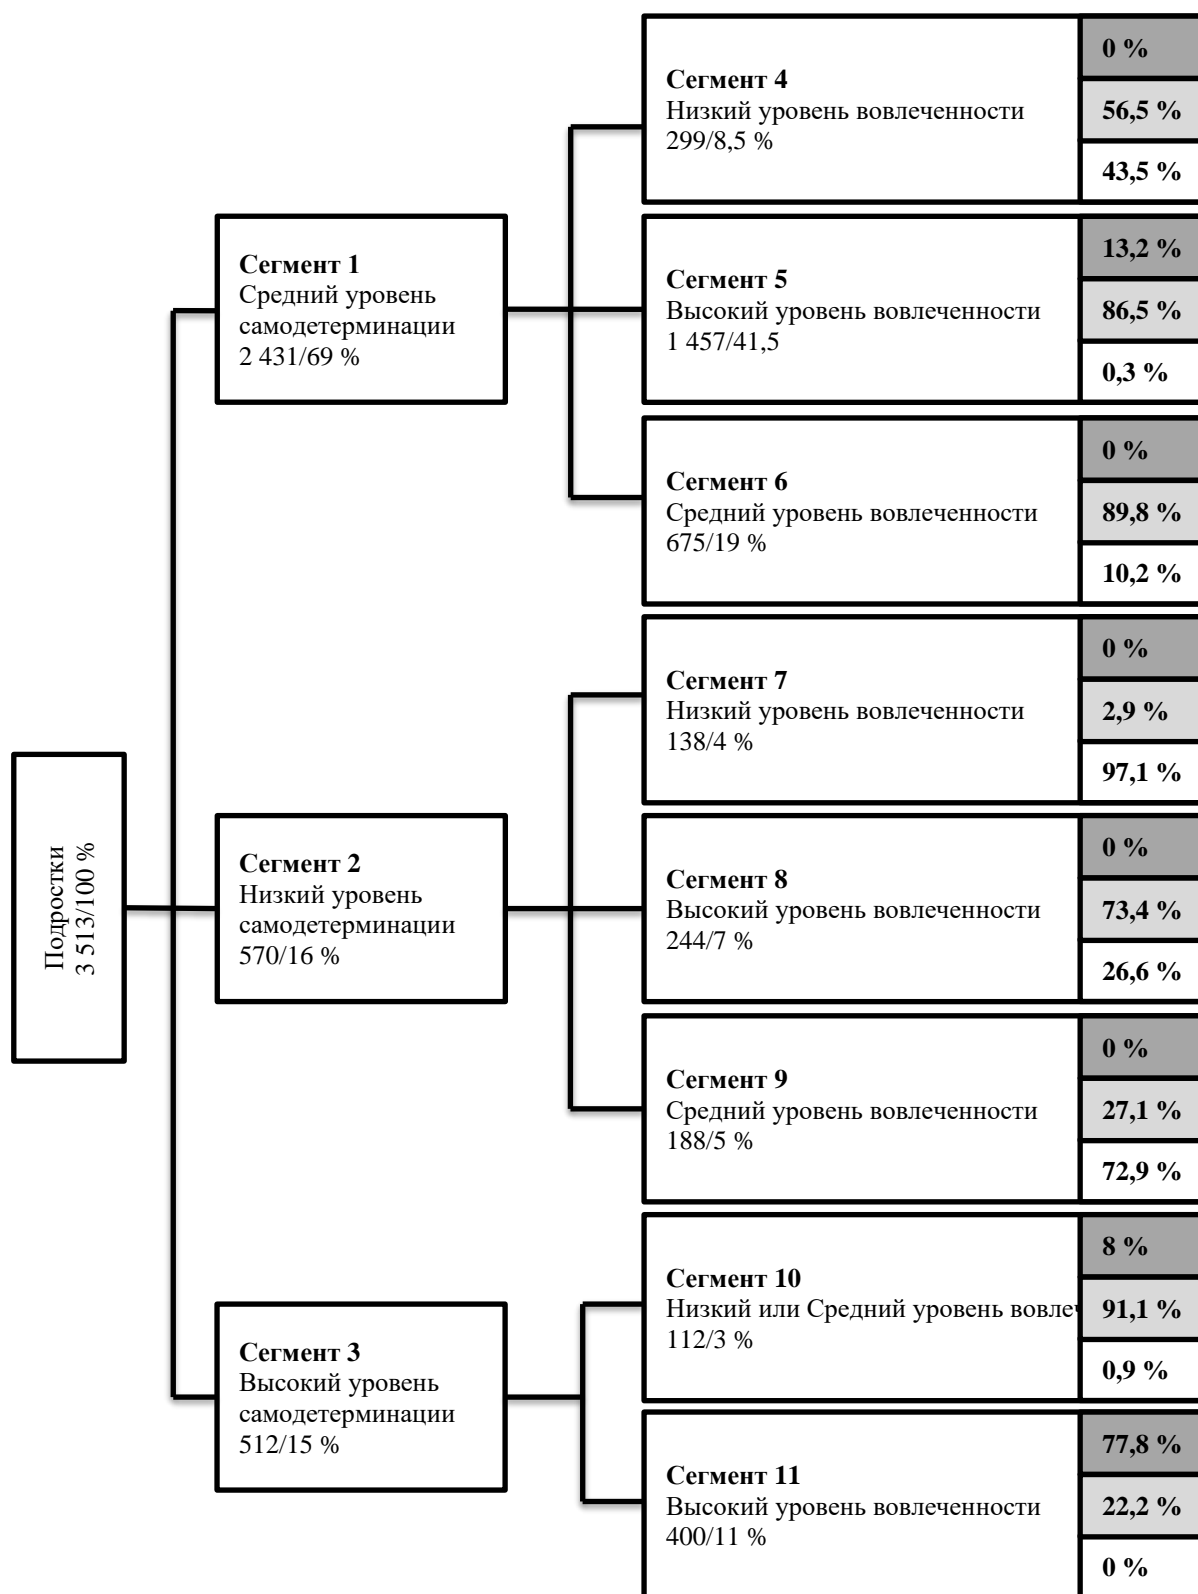 Подростки
3 513/100 %
Сегмент 1
Средний уровень
самодетерминации
2 431/69 %
Сегмент 4
Низкий уровень вовлеченности
299/8,5 %
0 %
56,5 %
43,5 %
Сегмент 5
Высокий уровень вовлеченности
1 457/41,5
13,2 %
86,5 %
0,3 %
Сегмент 6
Средний уровень вовлеченности
675/19 %
0 %
89,8 %
10,2 %
Сегмент 2
Низкий уровень
самодетерминации
570/16 %
Сегмент 7
Низкий уровень вовлеченности
138/4 %
0 %
2,9 %
97,1 %
Сегмент 8
Высокий уровень вовлеченности
244/7 %
0 %
73,4 %
26,6 %
Сегмент 9
Средний уровень вовлеченности
188/5 %
0 %
27,1 %
72,9 %
Сегмент 3
Высокий уровень
самодетерминации
512/15 %
Сегмент 10
Низкий или Средний уровень вовлеч
112/3 %
8 %
91,1 %
0,9 %
Сегмент 11
Высокий уровень вовлеченности
400/11 %
77,8 %
22,2 %
0 %